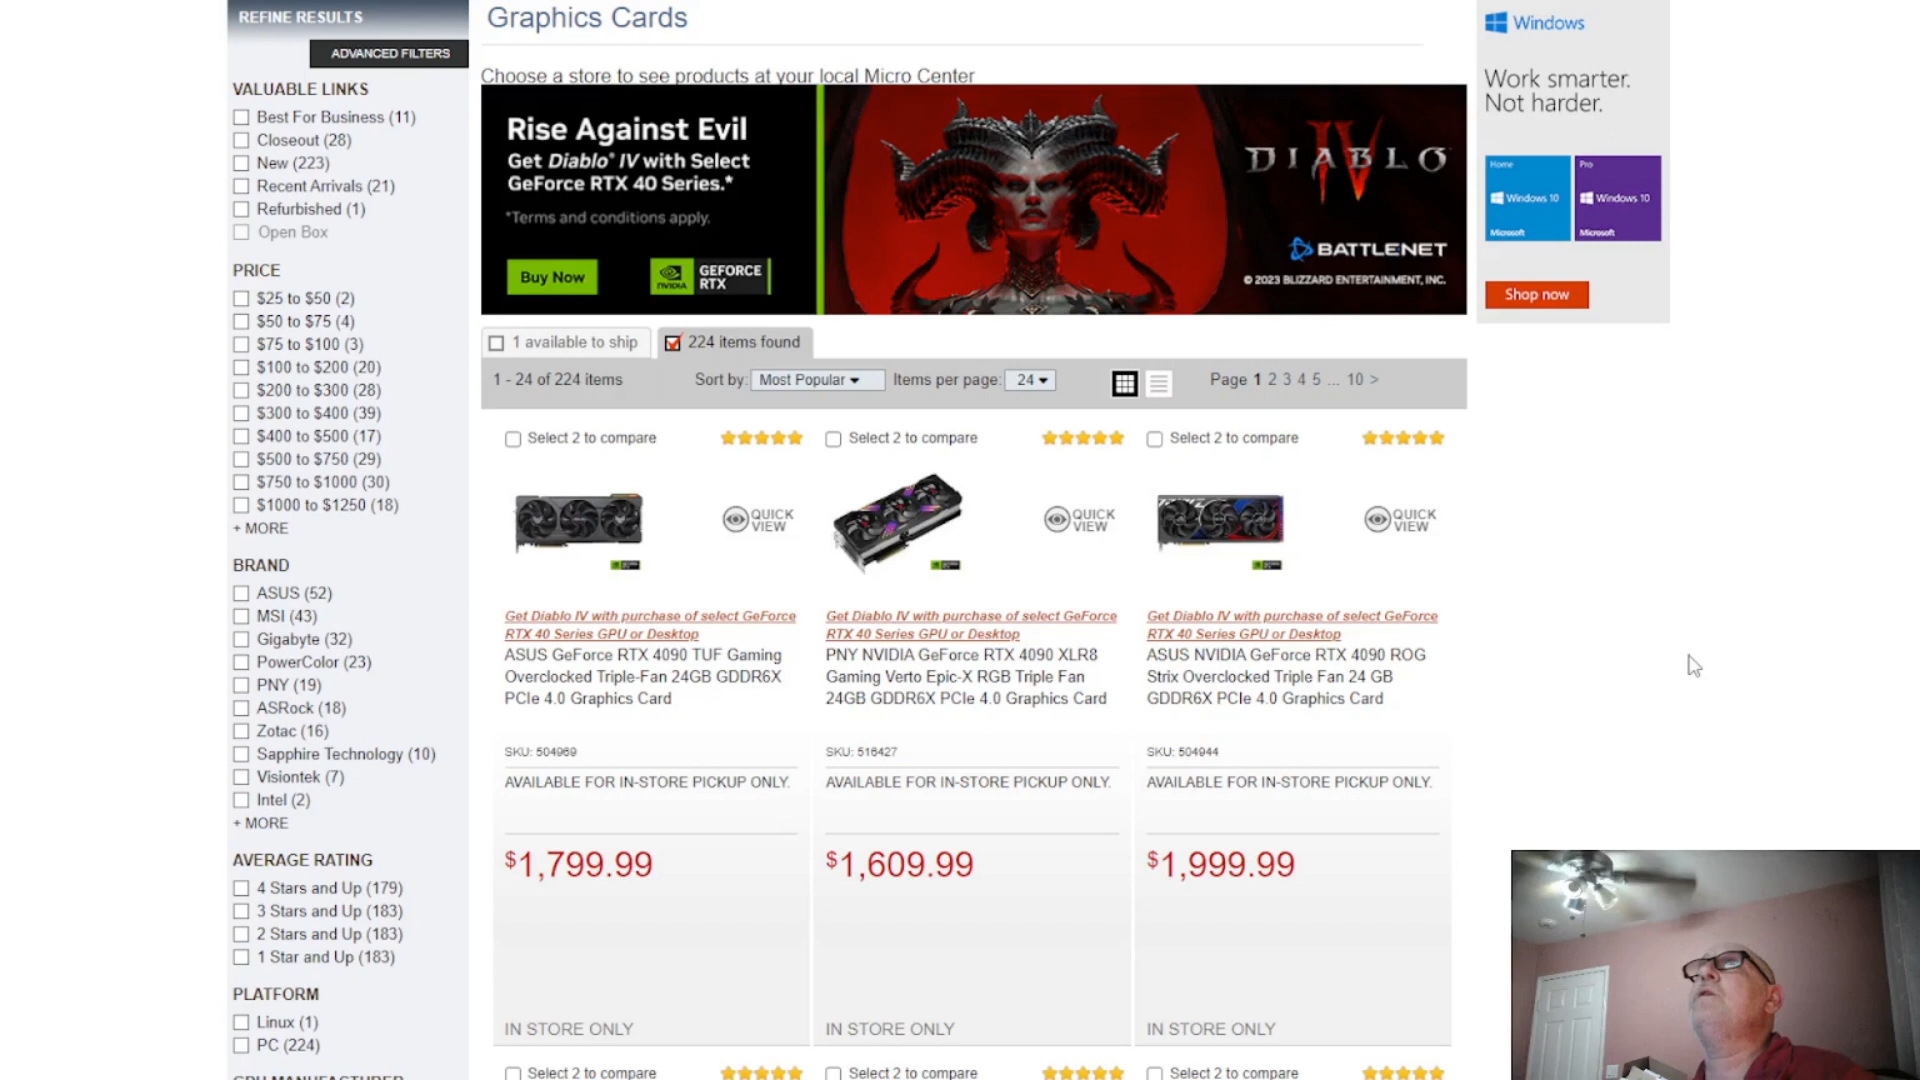 REFINE RESULTS
ADVANCED FILTERS
VALUABLE LINKS
Best For Business (11)
Closeout (28)
New (223)
Recent Arrivals (21)
Refurbished (1)
Open Box
PRICE
$25 to $50 (2)
$50 to $75 (4)
$75 to $100 (3)
$100 to $200 (20)
$200 to $300 (28)
$300 to $400 (39)
$400 to $500 (17)
$500 to $750 (29)
$750 to $1000 (30)
$1000 to $1250 (18)
+ MORE
BRAND
ASUS (52)
MSI (43)
Gigabyte (32)
PowerColor (23)
PNY (19)
ASRock (18)
Zotac (16)
Sapphire Technology (10)
Visiontek (7)
Intel (2)
+ MORE
AVERAGE RATING
4 Stars and Up (179)
3 Stars and Up (183)
2 Stars and Up (183)
1 Star and Up (183)
PLATFORM
Linux (1)
PC (224)
GPU MANUFACTURER
Graphics Cards
Choose a store to see products at your local Micro Center
Rise Against Evil
Get Diablo® IV with Select
GeForce RTX 40 Series.*
*Terms and conditions apply.
Buy Now
NVIDIA
GEFORCE
RTX
DIABLO
IV
BATTLENET
© 2023 BLIZZARD ENTERTAINMENT, INC.
1 available to ship
224 items found
1 - 24 of 224 items
Sort by: Most Popular
Items per page: 24
Page 1 2 3 4 5 ... 10 >
Select 2 to compare
QUICK
VIEW
Get Diablo IV with purchase of select GeForce
RTX 40 Series GPU or Desktop
ASUS GeForce RTX 4090 TUF Gaming
Overclocked Triple-Fan 24GB GDDR6X
PCIe 4.0 Graphics Card
SKU: 504969
AVAILABLE FOR IN-STORE PICKUP ONLY.
$1,799.99
IN STORE ONLY
Select 2 to compare
Select 2 to compare
QUICK
VIEW
Get Diablo IV with purchase of select GeForce
RTX 40 Series GPU or Desktop
PNY NVIDIA GeForce RTX 4090 XLR8
Gaming Verto Epic-X RGB Triple Fan
24GB GDDR6X PCIe 4.0 Graphics Card
SKU: 516427
AVAILABLE FOR IN-STORE PICKUP ONLY.
$1,609.99
IN STORE ONLY
Select 2 to compare
Select 2 to compare
QUICK
VIEW
Get Diablo IV with purchase of select GeForce
RTX 40 Series GPU or Desktop
ASUS NVIDIA GeForce RTX 4090 ROG
Strix Overclocked Triple Fan 24 GB
GDDR6X PCIe 4.0 Graphics Card
SKU: 504944
AVAILABLE FOR IN-STORE PICKUP ONLY.
$1,999.99
IN STORE ONLY
Select 2 to compare
Windows
Work smarter.
Not harder.
Home
Windows 10
Microsoft
Pro
Windows 10
Microsoft
Shop now